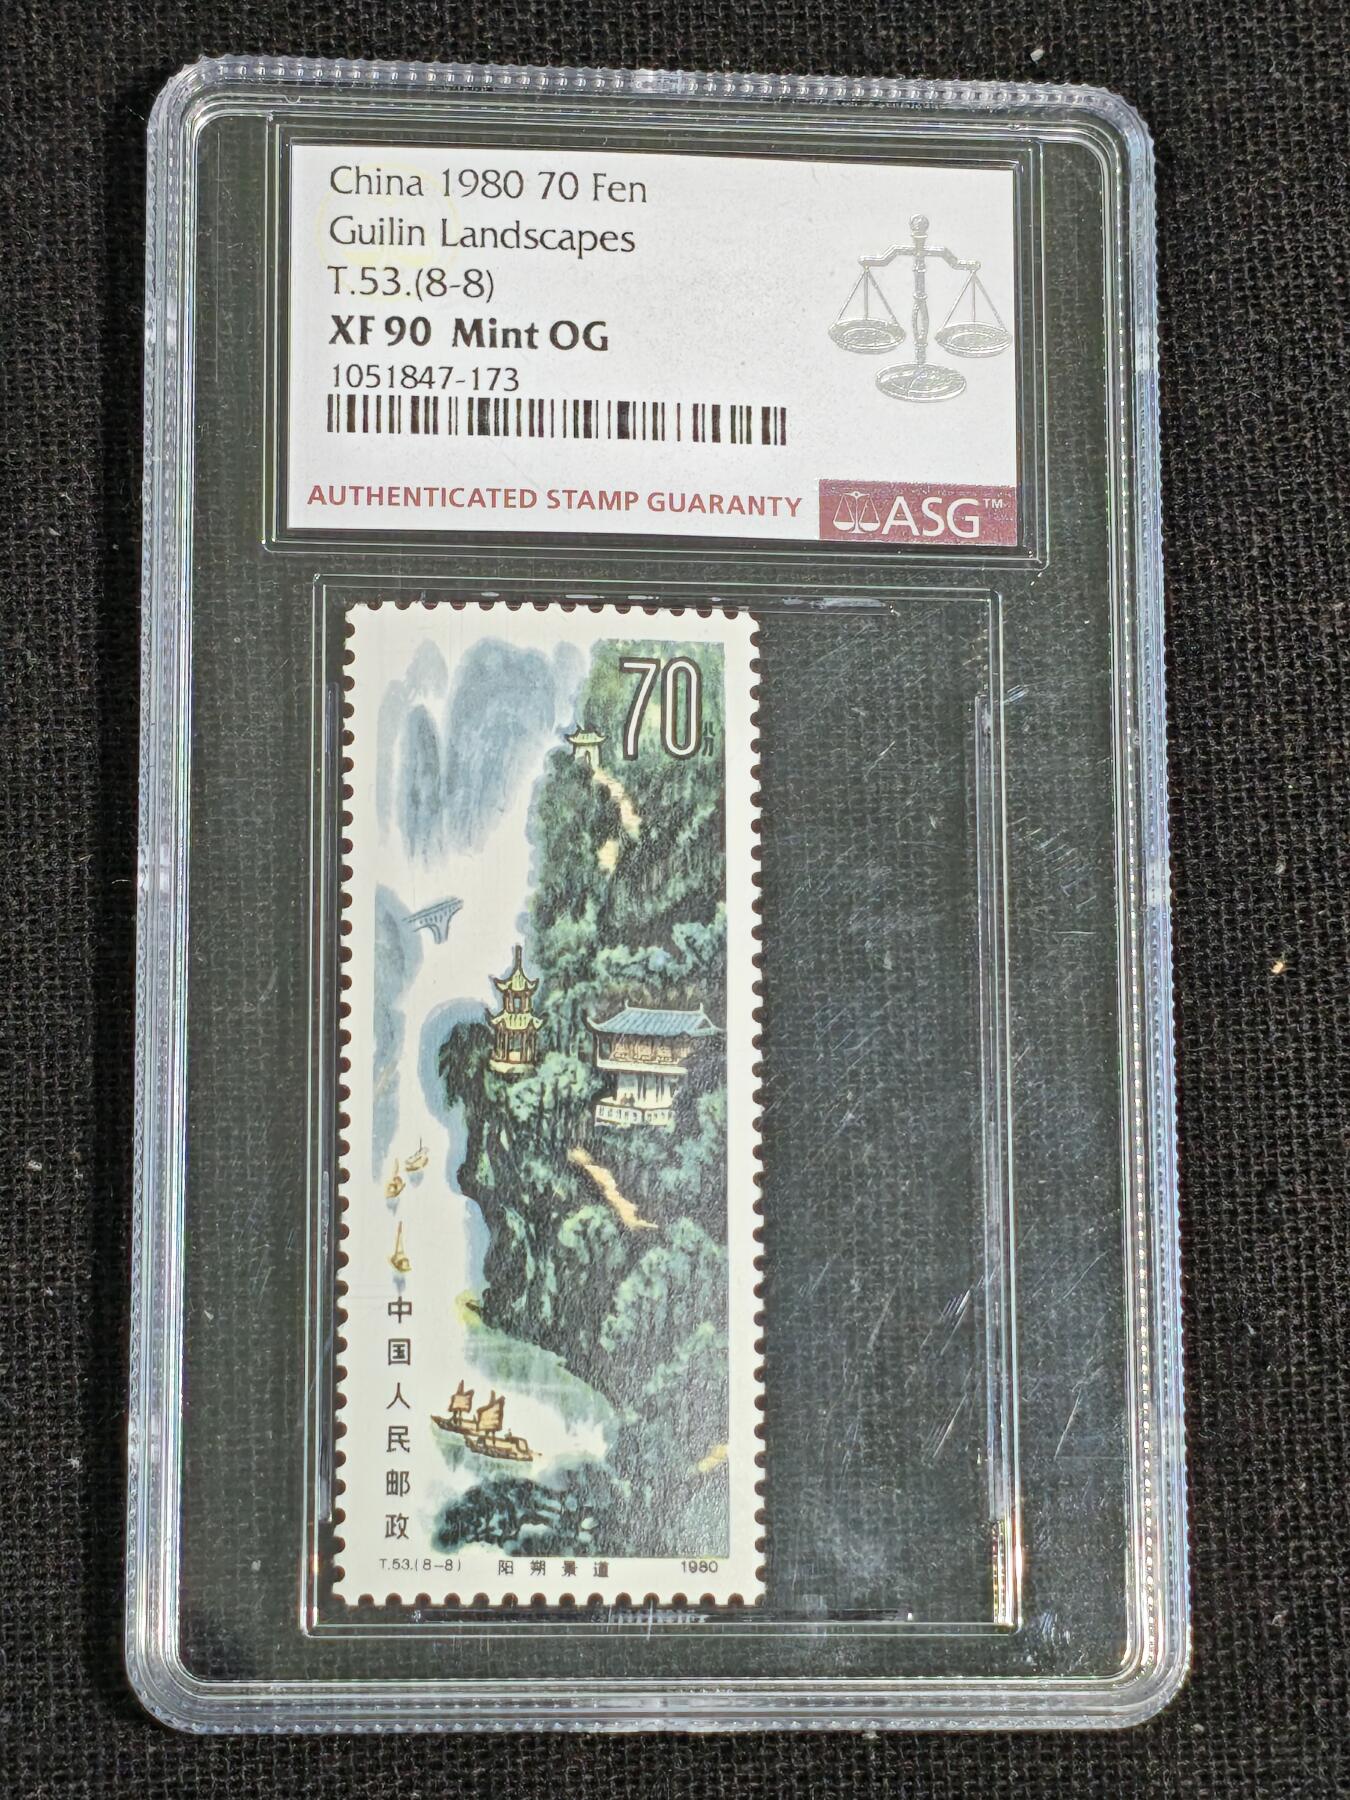 China 1980 70 Fen
Guilin Landscapes
T.53.(8-8)
XF 90 Mint OG
1051847-173
AUTHENTICATED STAMP GUARANTY
ASG™
70分
中国人民邮政
T.53.(8-8) 阳朔景道 1980